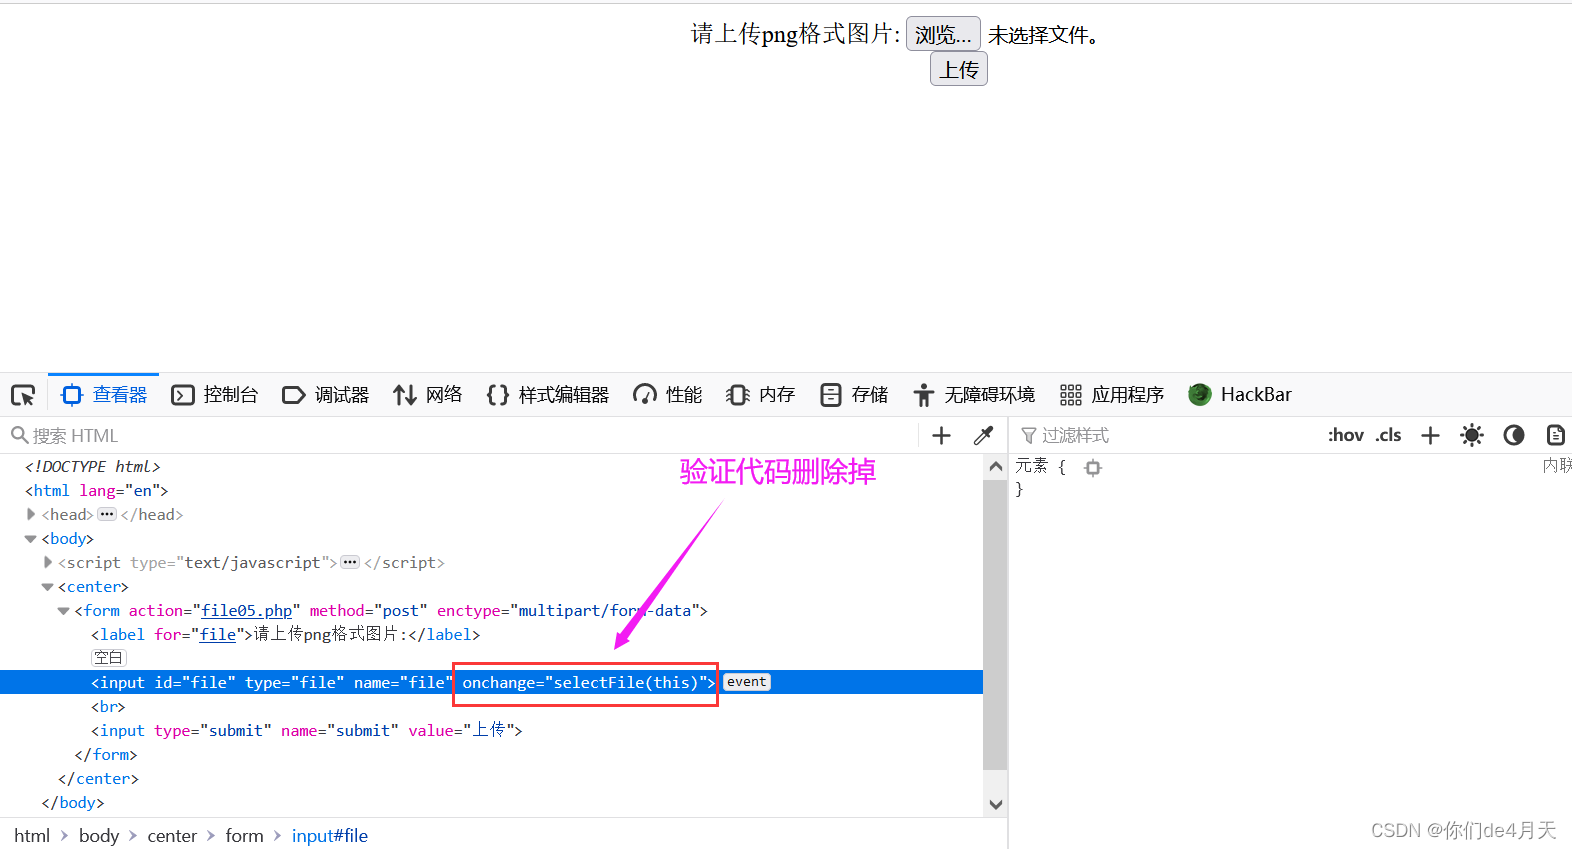 请上传png格式图片: 浏览... 未选择文件。
上传
查看器 控制台 调试器 网络 样式编辑器 性能 内存 存储 无障碍环境 应用程序 HackBar
搜索 HTML
过滤样式 :hov .cls
<!DOCTYPE html>
<html lang="en">
<head> ••• </head>
<body>
<script type="text/javascript"> ••• </script>
<center>
<form action="file05.php" method="post" enctype="multipart/form-data">
<label for="file">请上传png格式图片:</label>
空白
<input id="file" type="file" name="file" onchange="selectFile(this)"> event
<br>
<input type="submit" name="submit" value="上传">
</form>
</center>
</body>
验证代码删除掉
元素 { 内联
}
html > body > center > form > input#file
CSDN @你们de4月天